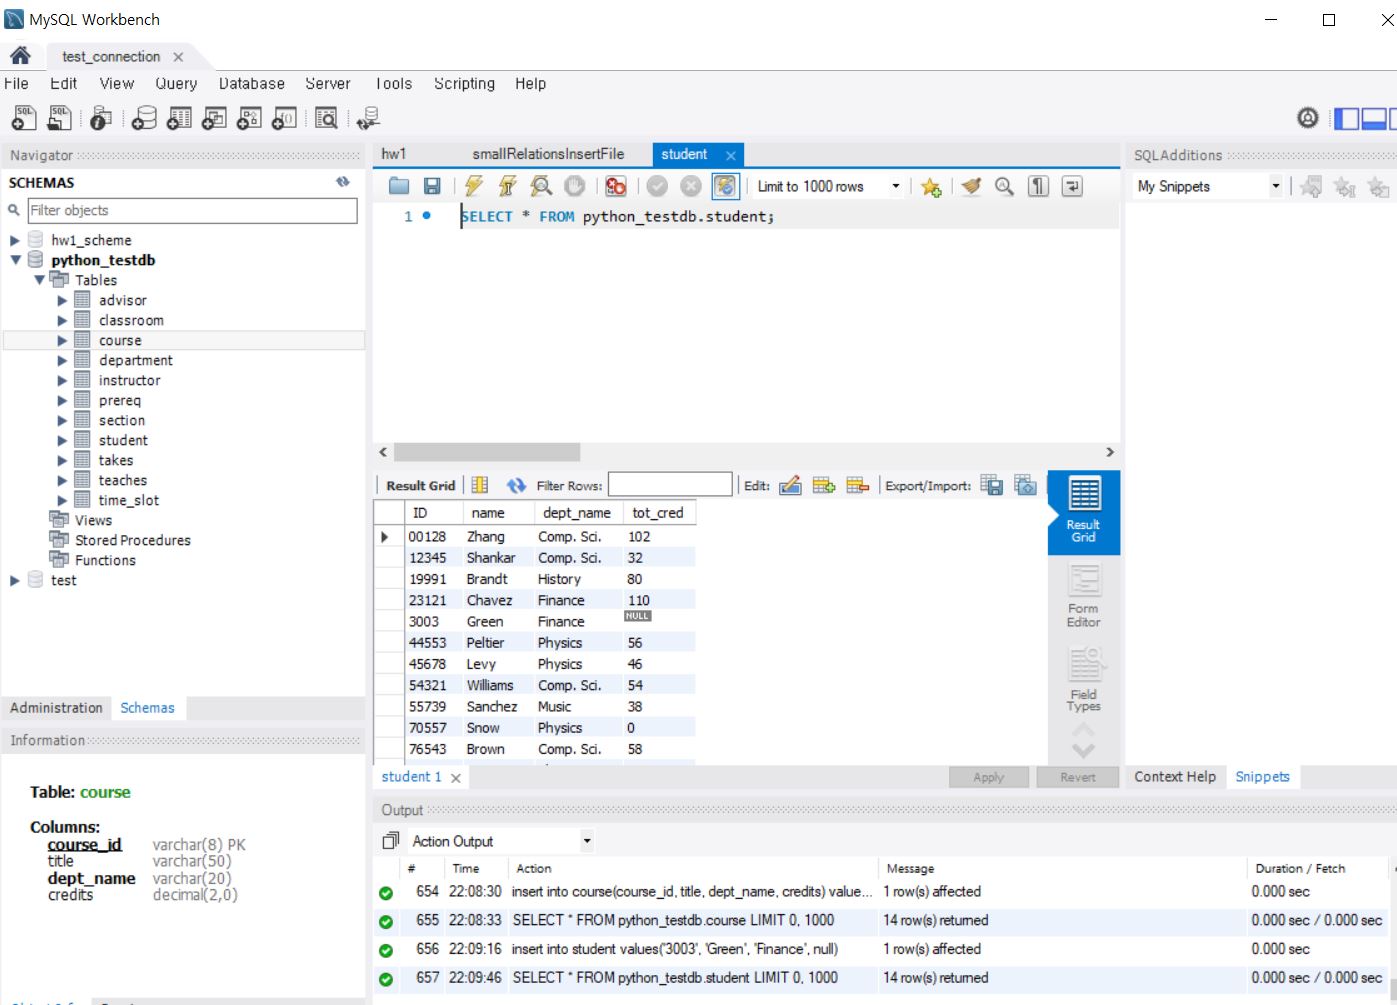 MySQL Workbench
test_connection
File Edit View Query Database Server Tools Scripting Help
Navigator
SCHEMAS
Filter objects
hw1_scheme
python_testdb
Tables
advisor
classroom
course
department
instructor
prereq
section
student
takes
teaches
time_slot
Views
Stored Procedures
Functions
test
Administration Schemas
Information
Table: course
Columns:
course_id varchar(8) PK
title varchar(50)
dept_name varchar(20)
credits decimal(2,0)
hw1 smallRelationsInsertFile student
Limit to 1000 rows
1 SELECT * FROM python_testdb.student;
Result Grid Filter Rows: Edit: Export/Import:
ID name dept_name tot_cred
00128 Zhang Comp. Sci. 102
12345 Shankar Comp. Sci. 32
19991 Brandt History 80
23121 Chavez Finance 110
3003 Green Finance NULL
44553 Peltier Physics 56
45678 Levy Physics 46
54321 Williams Comp. Sci. 54
55739 Sanchez Music 38
70557 Snow Physics 0
76543 Brown Comp. Sci. 58
Result
Grid
Form
Editor
Field
Types
student 1 Apply Revert
SQLAdditions
My Snippets
Context Help Snippets
Output
Action Output
# Time Action Message Duration / Fetch
654 22:08:30 insert into course(course_id, title, dept_name, credits) value... 1 row(s) affected 0.000 sec
655 22:08:33 SELECT * FROM python_testdb.course LIMIT 0, 1000 14 row(s) returned 0.000 sec / 0.000 sec
656 22:09:16 insert into student values('3003', 'Green', 'Finance', null) 1 row(s) affected 0.000 sec
657 22:09:46 SELECT * FROM python_testdb.student LIMIT 0, 1000 14 row(s) returned 0.000 sec / 0.000 sec